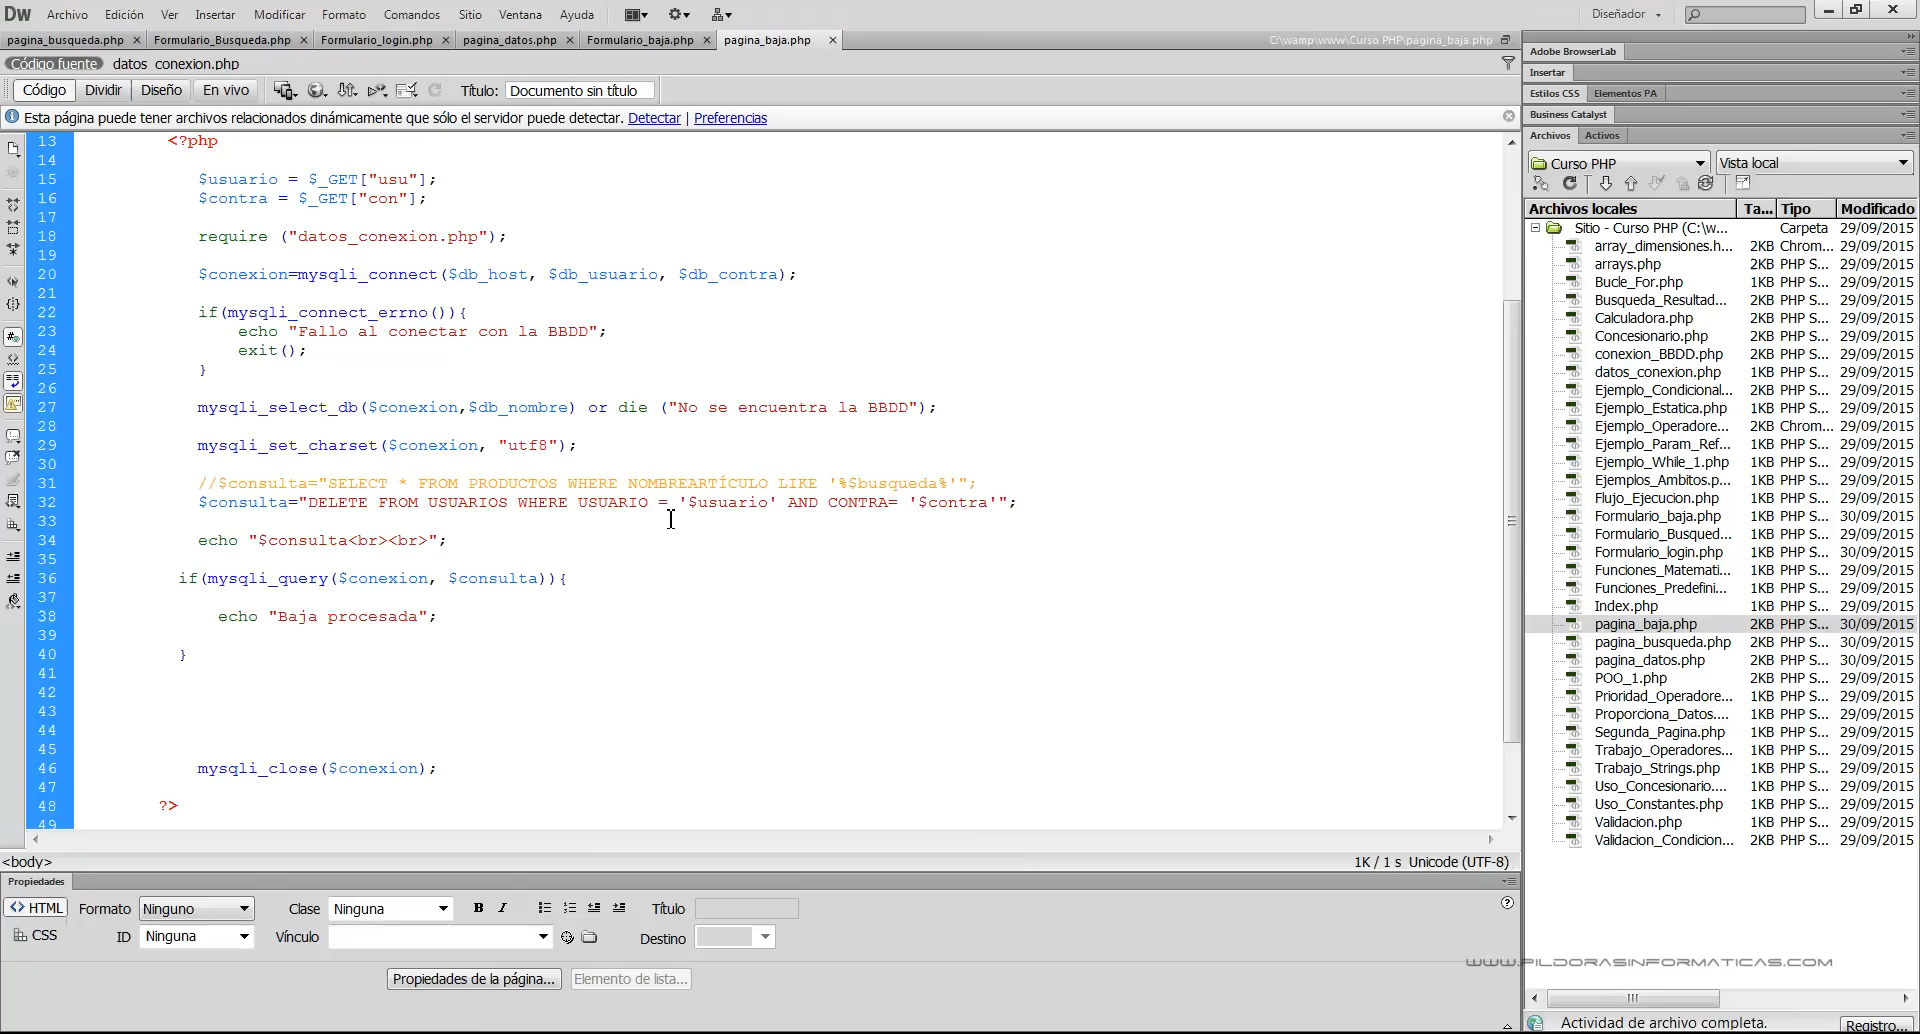 Dw Archivo Edición Ver Insertar Modificar Formato Comandos Sitio Ventana Ayuda Diseñador
pagina_busqueda.php Formulario_Busqueda.php Formulario_login.php pagina_datos.php Formulario_baja.php pagina_baja.php C:\wamp\www\Curso PHP\pagina_baja.php
Código fuente datos_conexion.php
Código Dividir Diseño En vivo Título: Documento sin título
Esta página puede tener archivos relacionados dinámicamente que sólo el servidor puede detectar. Detectar | Preferencias
13 <?php
14
15 $usuario = $_GET["usu"];
16 $contra = $_GET["con"];
17
18 require ("datos_conexion.php");
19
20 $conexion=mysqli_connect($db_host, $db_usuario, $db_contra);
21
22 if(mysqli_connect_errno()){
23 echo "Fallo al conectar con la BBDD";
24 exit();
25 }
26
27 mysqli_select_db($conexion,$db_nombre) or die ("No se encuentra la BBDD");
28
29 mysqli_set_charset($conexion, "utf8");
30
31 //$consulta="SELECT * FROM PRODUCTOS WHERE NOMBREARTÍCULO LIKE '%$busqueda%'";
32 $consulta="DELETE FROM USUARIOS WHERE USUARIO = '$usuario' AND CONTRA= '$contra'";
33
34 echo "$consulta<br><br>";
35
36 if(mysqli_query($conexion, $consulta)){
37
38 echo "Baja procesada";
39
40 }
41
42
43
44
45
46 mysqli_close($conexion);
47
48 ?>
49
<body> 1K / 1 s Unicode (UTF-8)
Propiedades
<> HTML Formato Ninguno Clase Ninguna B I Título
CSS ID Ninguna Vínculo Destino
Propiedades de la página... Elemento de lista...
Adobe BrowserLab
Insertar
Estilos CSS Elementos PA
Business Catalyst
Archivos Activos
Curso PHP Vista local
Archivos locales Ta... Tipo Modificado
Sitio - Curso PHP (C:\w... Carpeta 29/09/2015
array_dimensiones.h... 2KB Chrom... 29/09/2015
arrays.php 2KB PHP S... 29/09/2015
Bucle_For.php 1KB PHP S... 29/09/2015
Busqueda_Resultad... 2KB PHP S... 29/09/2015
Calculadora.php 2KB PHP S... 29/09/2015
Concesionario.php 2KB PHP S... 29/09/2015
conexion_BBDD.php 2KB PHP S... 29/09/2015
datos_conexion.php 1KB PHP S... 29/09/2015
Ejemplo_Condicional... 2KB PHP S... 29/09/2015
Ejemplo_Estatica.php 1KB PHP S... 29/09/2015
Ejemplo_Operadore... 2KB Chrom... 29/09/2015
Ejemplo_Param_Ref... 1KB PHP S... 29/09/2015
Ejemplo_While_1.php 1KB PHP S... 29/09/2015
Ejemplos_Ambitos.p... 1KB PHP S... 29/09/2015
Flujo_Ejecucion.php 1KB PHP S... 29/09/2015
Formulario_baja.php 1KB PHP S... 30/09/2015
Formulario_Busqued... 1KB PHP S... 29/09/2015
Formulario_login.php 1KB PHP S... 30/09/2015
Funciones_Matemati... 1KB PHP S... 29/09/2015
Funciones_Predefini... 1KB PHP S... 29/09/2015
Index.php 1KB PHP S... 29/09/2015
pagina_baja.php 2KB PHP S... 30/09/2015
pagina_busqueda.php 2KB PHP S... 30/09/2015
pagina_datos.php 2KB PHP S... 30/09/2015
POO_1.php 2KB PHP S... 29/09/2015
Prioridad_Operadore... 1KB PHP S... 29/09/2015
Proporciona_Datos.... 1KB PHP S... 29/09/2015
Segunda_Pagina.php 1KB PHP S... 29/09/2015
Trabajo_Operadores... 1KB PHP S... 29/09/2015
Trabajo_Strings.php 1KB PHP S... 29/09/2015
Uso_Concesionario.... 1KB PHP S... 29/09/2015
Uso_Constantes.php 2KB PHP S... 29/09/2015
Validacion.php 1KB PHP S... 29/09/2015
Validacion_Condicion... 2KB PHP S... 29/09/2015
WWW.PILDORASINFORMATICAS.COM
Actividad de archivo completa. Registro...